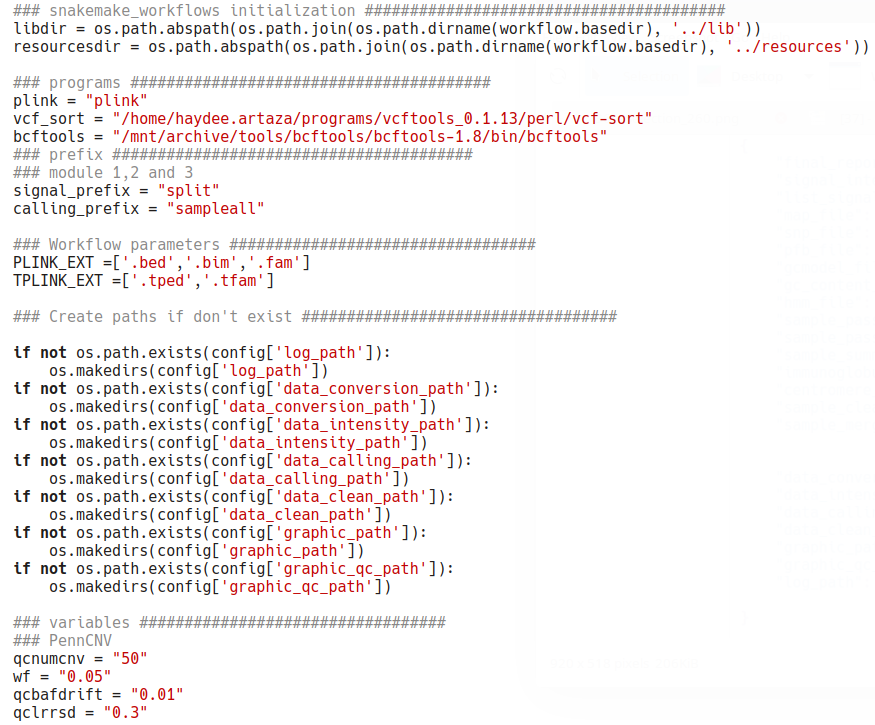 ### snakemake_workflows initialization ########################################
libdir = os.path.abspath(os.path.join(os.path.dirname(workflow.basedir), '../lib'))
resourcesdir = os.path.abspath(os.path.join(os.path.dirname(workflow.basedir), '../resources'))
### programs ########################################
plink = "plink"
vcf_sort = "/home/haydee.artaza/programs/vcftools_0.1.13/perl/vcf-sort"
bcftools = "/mnt/archive/tools/bcftools/bcftools-1.8/bin/bcftools"
### prefix ########################################
### module 1,2 and 3
signal_prefix = "split"
calling_prefix = "sampleall"
### Workflow parameters ##################################
PLINK_EXT =['.bed','.bim','.fam']
TPLINK_EXT =['.tped','.tfam']
### Create paths if don't exist ###################################
if not os.path.exists(config['log_path']):
    os.makedirs(config['log_path'])
if not os.path.exists(config['data_conversion_path']):
    os.makedirs(config['data_conversion_path'])
if not os.path.exists(config['data_intensity_path']):
    os.makedirs(config['data_intensity_path'])
if not os.path.exists(config['data_calling_path']):
    os.makedirs(config['data_calling_path'])
if not os.path.exists(config['data_clean_path']):
    os.makedirs(config['data_clean_path'])
if not os.path.exists(config['graphic_path']):
    os.makedirs(config['graphic_path'])
if not os.path.exists(config['graphic_qc_path']):
    os.makedirs(config['graphic_qc_path'])
### variables ##################################
### PennCNV
qcnumcnv = "50"
wf = "0.05"
qcbafdrift = "0.01"
qclrrsd = "0.3"